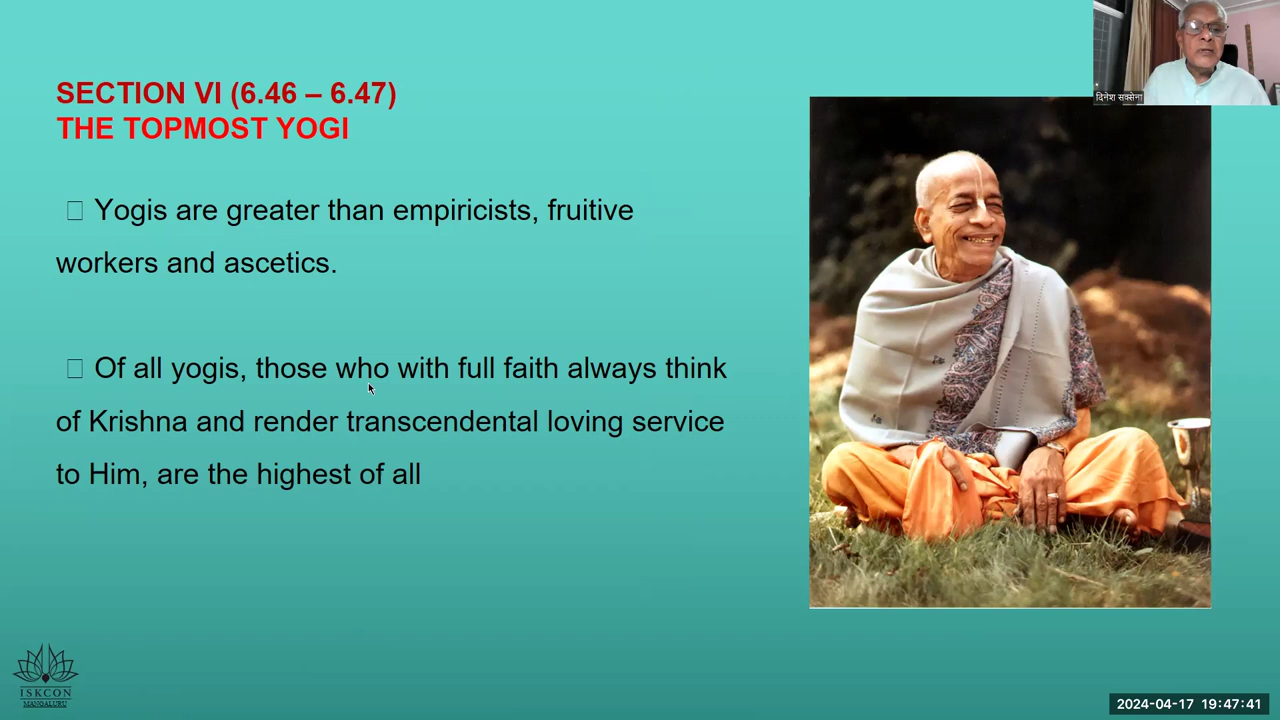 SECTION VI (6.46 – 6.47)
THE TOPMOST YOGI
Yogis are greater than empiricists, fruitive
workers and ascetics.
Of all yogis, those who with full faith always think
of Krishna and render transcendental loving service
to Him, are the highest of all
दिनेश सक्सेना
ISKCON
MANGALURU
2024-04-17 19:47:41